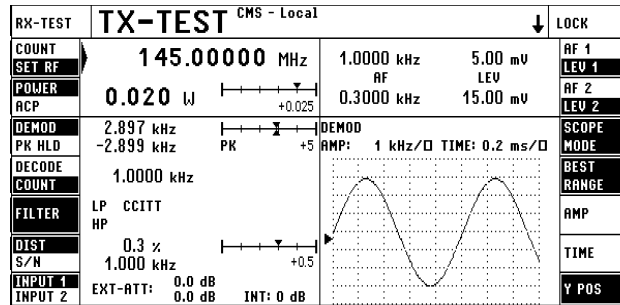 RX-TEST TX-TEST CMS - Local LOCK
COUNT
SET RF
145.00000 MHz
1.0000 kHz 5.00 mV
AF LEV
0.3000 kHz 15.00 mV
AF 1
LEV 1
POWER
ACP
0.020 W
+0.025
AF 2
LEV 2
DEMOD
PK HLD
2.897 kHz
-2.899 kHz PK +5
DEMOD
AMP: 1 kHz/□ TIME: 0.2 ms/□
SCOPE
MODE
DECODE
COUNT
1.0000 kHz
BEST
RANGE
FILTER
LP CCITT
HP
AMP
DIST
S/N
0.3 %
1.000 kHz +0.5
TIME
INPUT 1
INPUT 2
EXT-ATT: 0.0 dB
0.0 dB INT: 0 dB
Y POS